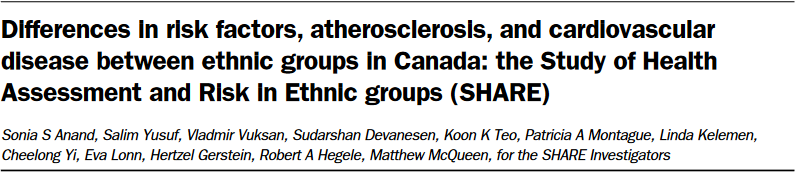 Differences in risk factors, atherosclerosis, and cardiovascular
disease between ethnic groups in Canada: the Study of Health
Assessment and Risk in Ethnic groups (SHARE)
Sonia S Anand, Salim Yusuf, Vladmir Vuksan, Sudarshan Devanesen, Koon K Teo, Patricia A Montague, Linda Kelemen,
Cheelong Yi, Eva Lonn, Hertzel Gerstein, Robert A Hegele, Matthew McQueen, for the SHARE Investigators